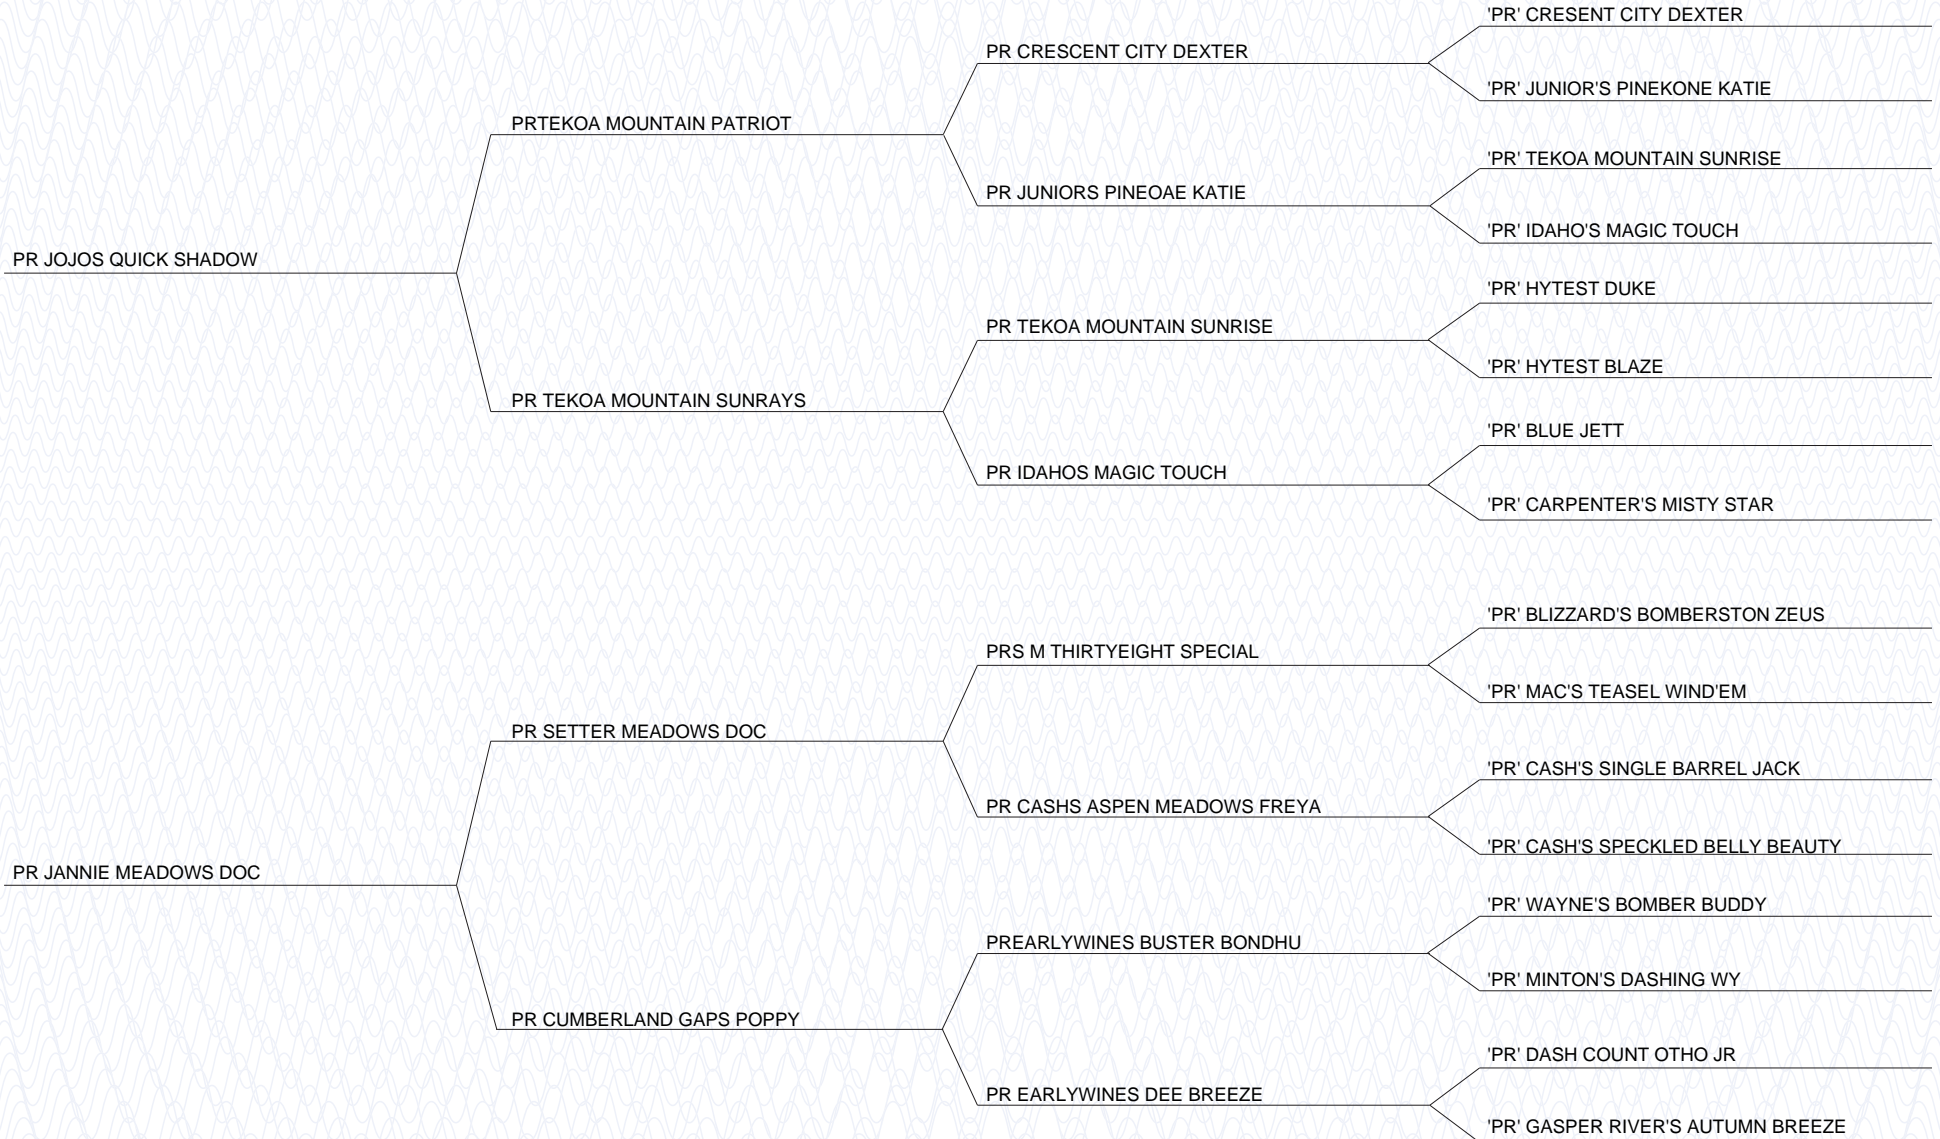 'PR' CRESENT CITY DEXTER
PR CRESCENT CITY DEXTER
'PR' JUNIOR'S PINEKONE KATIE
PRTEKOA MOUNTAIN PATRIOT
'PR' TEKOA MOUNTAIN SUNRISE
PR JUNIORS PINEOAE KATIE
'PR' IDAHO'S MAGIC TOUCH
PR JOJOS QUICK SHADOW
'PR' HYTEST DUKE
PR TEKOA MOUNTAIN SUNRISE
'PR' HYTEST BLAZE
PR TEKOA MOUNTAIN SUNRAYS
'PR' BLUE JETT
PR IDAHOS MAGIC TOUCH
'PR' CARPENTER'S MISTY STAR
'PR' BLIZZARD'S BOMBERSTON ZEUS
PRS M THIRTYEIGHT SPECIAL
'PR' MAC'S TEASEL WIND'EM
PR SETTER MEADOWS DOC
'PR' CASH'S SINGLE BARREL JACK
PR CASHS ASPEN MEADOWS FREYA
'PR' CASH'S SPECKLED BELLY BEAUTY
PR JANNIE MEADOWS DOC
'PR' WAYNE'S BOMBER BUDDY
PREARLYWINES BUSTER BONDHU
'PR' MINTON'S DASHING WY
PR CUMBERLAND GAPS POPPY
'PR' DASH COUNT OTHO JR
PR EARLYWINES DEE BREEZE
'PR' GASPER RIVER'S AUTUMN BREEZE